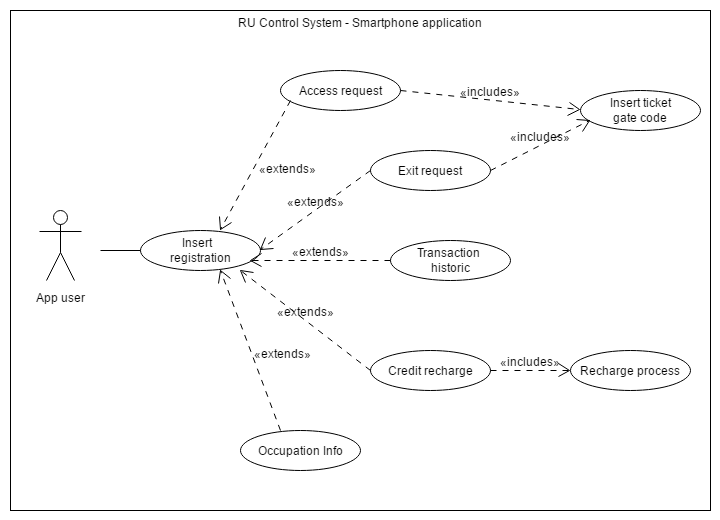 RU Control System - Smartphone application
Access request
«includes»
Insert ticket
gate code
«includes»
«extends»
Exit request
«extends»
Insert
registration
«extends»
Transaction
historic
App user
«extends»
«extends»
Credit recharge
«includes»
Recharge process
Occupation Info